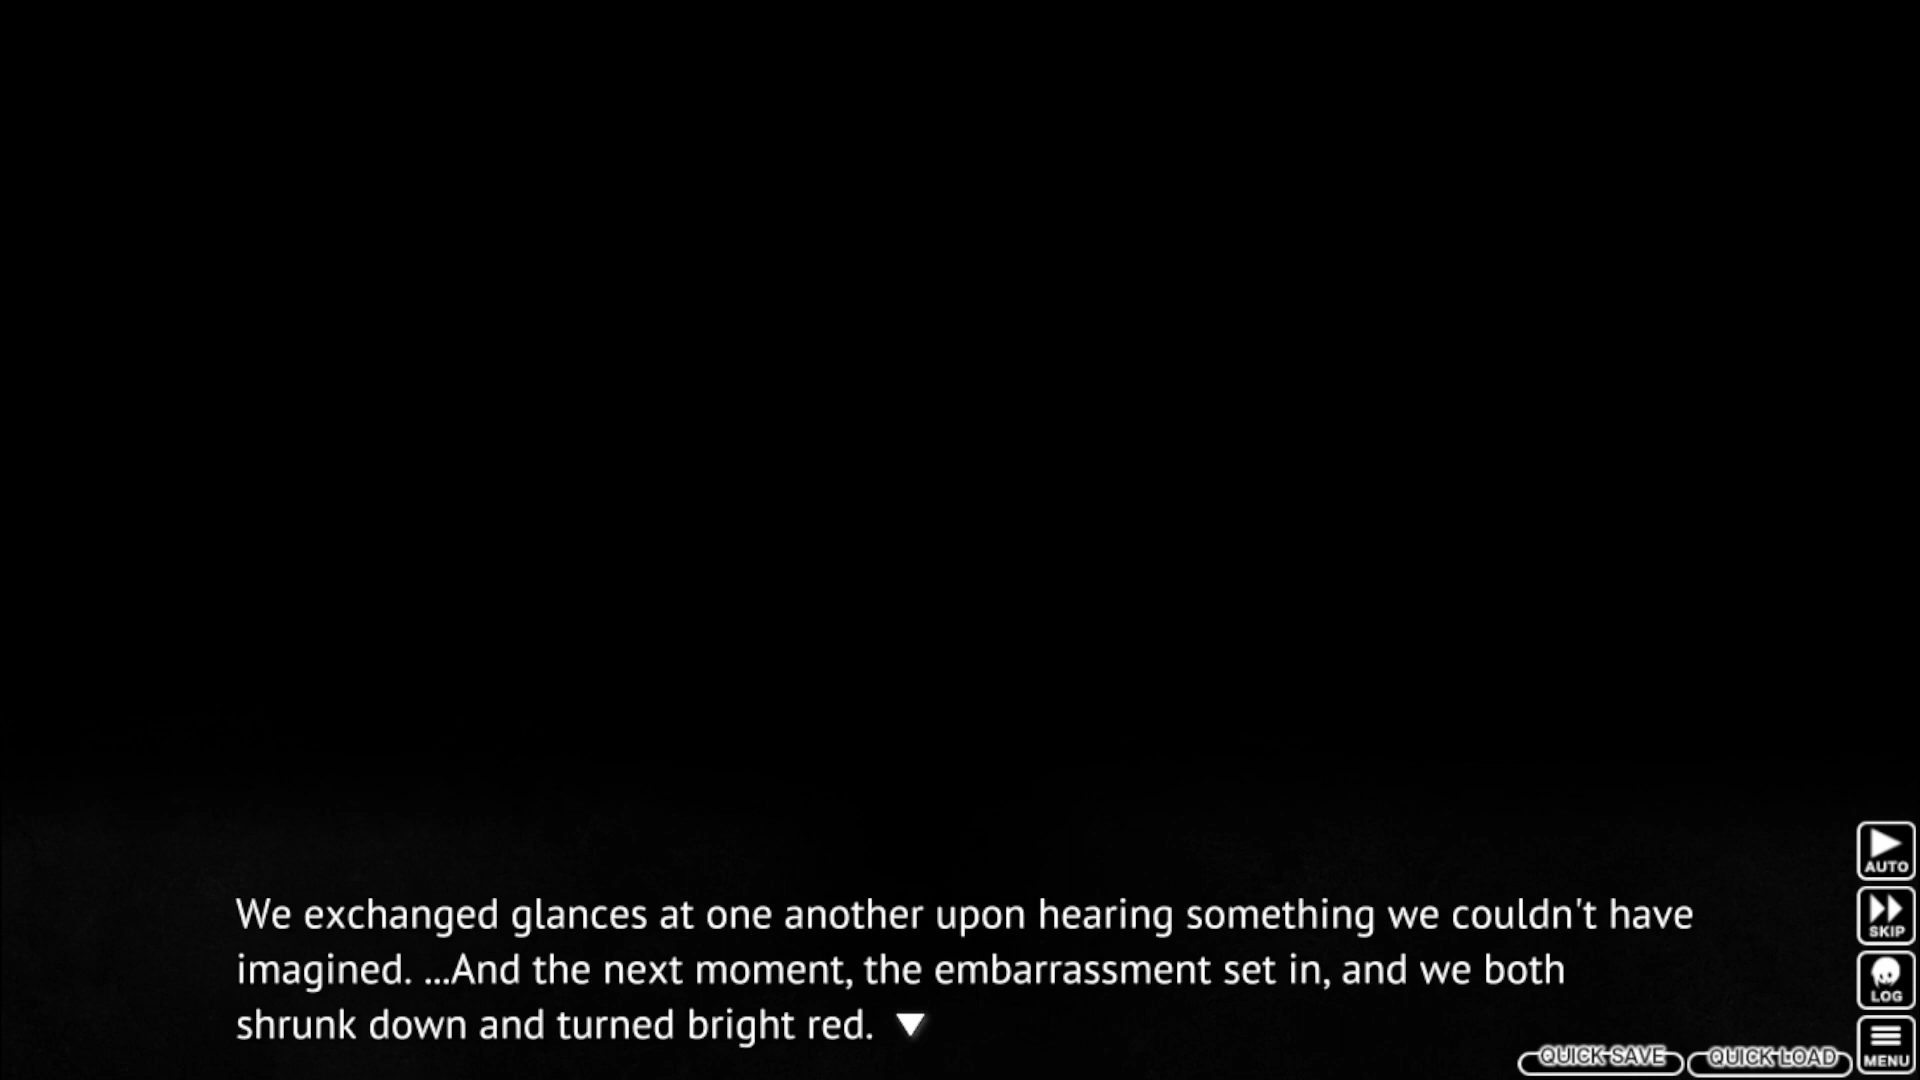 We exchanged glances at one another upon hearing something we couldn't have
imagined. ...And the next moment, the embarrassment set in, and we both
shrunk down and turned bright red.
AUTO
SKIP
LOG
MENU
QUICK SAVE
QUICK LOAD